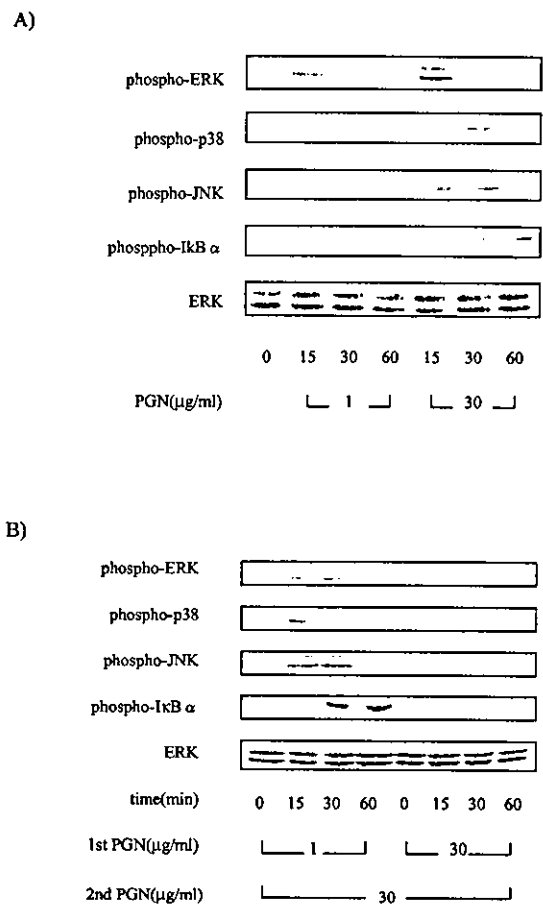 A)
phospho-ERK
phospho-p38
phospho-JNK
phosppho-IkB α
ERK
0 15 30 60 15 30 60
PGN(μg/ml) 1 30
B)
phospho-ERK
phospho-p38
phospho-JNK
phospho-IκB α
ERK
time(min) 0 15 30 60 0 15 30 60
1st PGN(μg/ml) 1 30
2nd PGN(μg/ml) 30